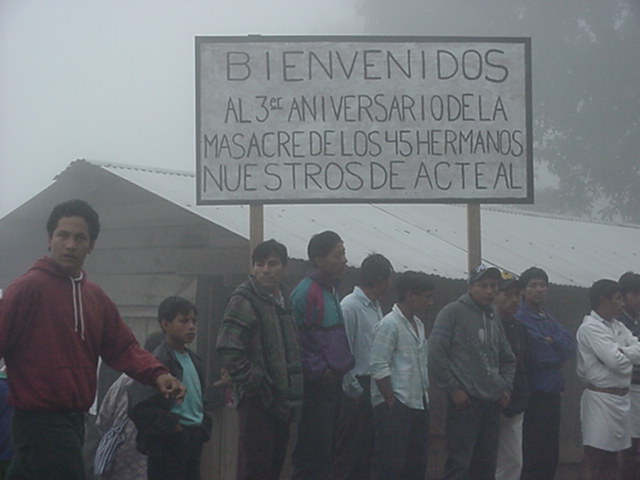 BIENVENIDOS
AL 3er ANIVERSARIO DE LA
MASACRE DE LOS 45 HERMANOS
NUESTROS DE ACTEAL